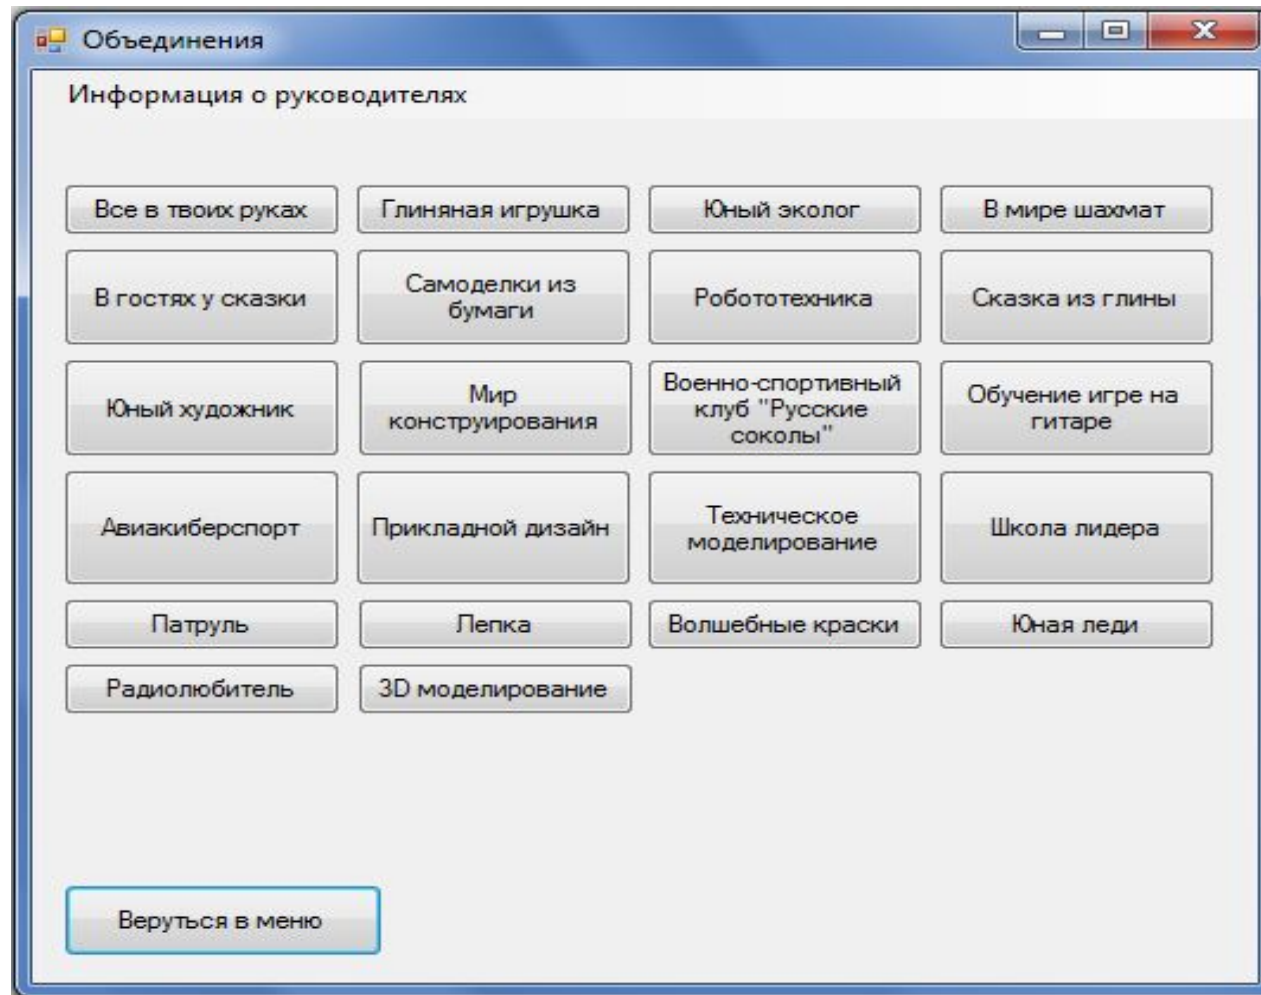 Объединения
Информация о руководителях
Все в твоих руках
Глиняная игрушка
Юный эколог
В мире шахмат
В гостях у сказки
Самоделки из
бумаги
Робототехника
Сказка из глины
Юный художник
Мир
конструирования
Военно-спортивный
клуб "Русские
соколы"
Обучение игре на
гитаре
Авиакиберспорт
Прикладной дизайн
Техническое
моделирование
Школа лидера
Патруль
Лепка
Волшебные краски
Юная леди
Радиолюбитель
3D моделирование
Веруться в меню